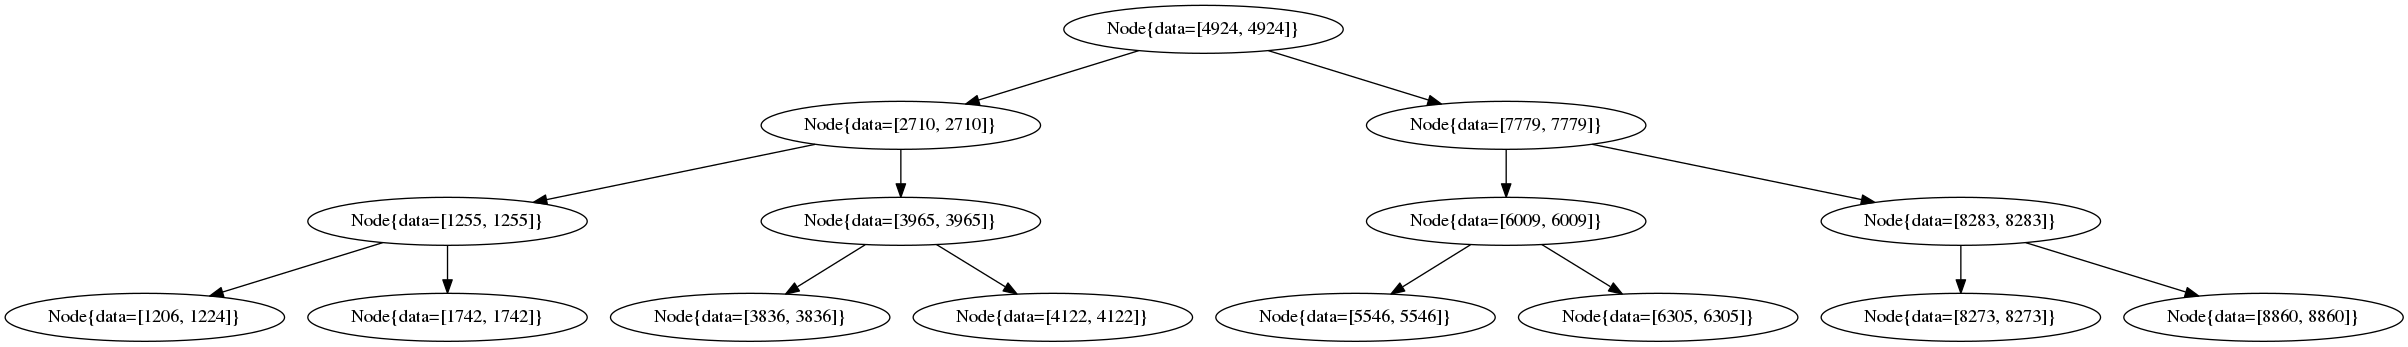 Node{data=[4924, 4924]}
Node{data=[2710, 2710]}
Node{data=[7779, 7779]}
Node{data=[1255, 1255]}
Node{data=[3965, 3965]}
Node{data=[6009, 6009]}
Node{data=[8283, 8283]}
Node{data=[1206, 1224]}
Node{data=[1742, 1742]}
Node{data=[3836, 3836]}
Node{data=[4122, 4122]}
Node{data=[5546, 5546]}
Node{data=[6305, 6305]}
Node{data=[8273, 8273]}
Node{data=[8860, 8860]}